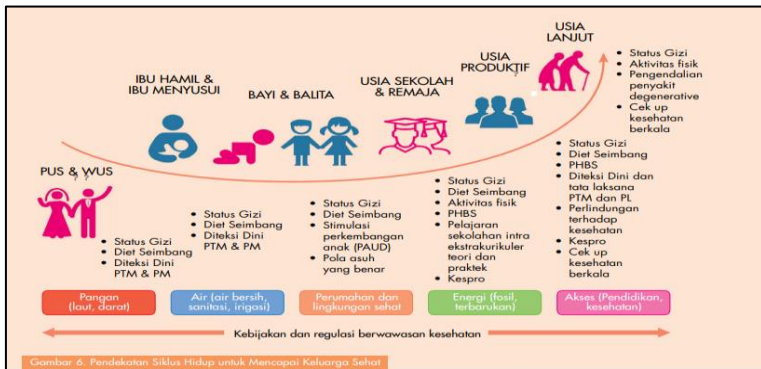 USIA
LANJUT
USIA
PRODUKTIF
USIA SEKOLAH
& REMAJA
BAYI & BALITA
IBU HAMIL &
IBU MENYUSUI
PUS & WUS
• Status Gizi
• Diet Seimbang
• Diteksi Dini
PTM & PM
• Status Gizi
• Diet Seimbang
• Diteksi Dini
PTM & PM
• Status Gizi
• Diet Seimbang
• Stimulasi
perkembangan
anak (PAUD)
• Pola asuh
yang benar
• Status Gizi
• Diet Seimbang
• Aktivitas fisik
• PHBS
• Pelajaran
sekolahan intra
ekstrakurikuler
teori dan
praktek
• Kespro
• Status Gizi
• Diet Seimbang
• PHBS
• Diteksi Dini dan
tata laksana
PTM dan PL
• Perlindungan
terhadap
kesehatan
• Kespro
• Cek up
kesehatan
berkala
• Status Gizi
• Aktivitas fisik
• Pengendalian
penyakit
degenerative
• Cek up
kesehatan
berkala
Pangan
(laut, darat)
Air (air bersih,
sanitasi, irigasi)
Perumahan dan
lingkungan sehat
Energi (fosil,
terbarukan)
Akses (Pendidikan,
kesehatan)
Kebijakan dan regulasi berwawasan kesehatan
Gambar 6. Pendekatan Siklus Hidup untuk Mencapai Keluarga Sehat